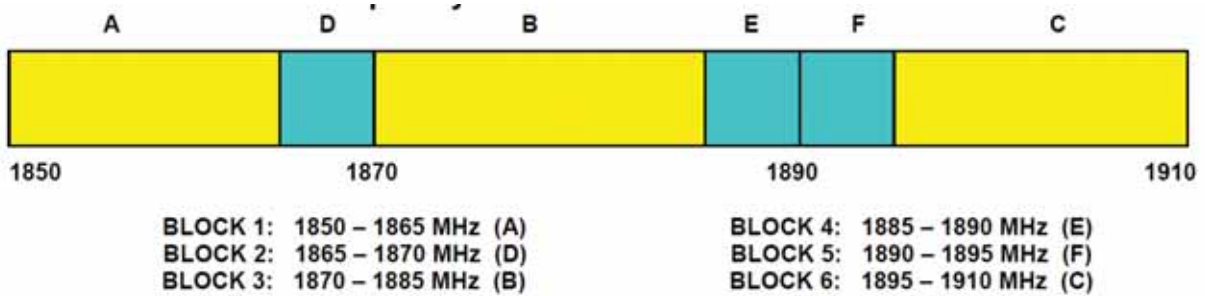 A D B E F C
1850 1870 1890 1910
BLOCK 1: 1850 – 1865 MHz (A)
BLOCK 2: 1865 – 1870 MHz (D)
BLOCK 3: 1870 – 1885 MHz (B)
BLOCK 4: 1885 – 1890 MHz (E)
BLOCK 5: 1890 – 1895 MHz (F)
BLOCK 6: 1895 – 1910 MHz (C)